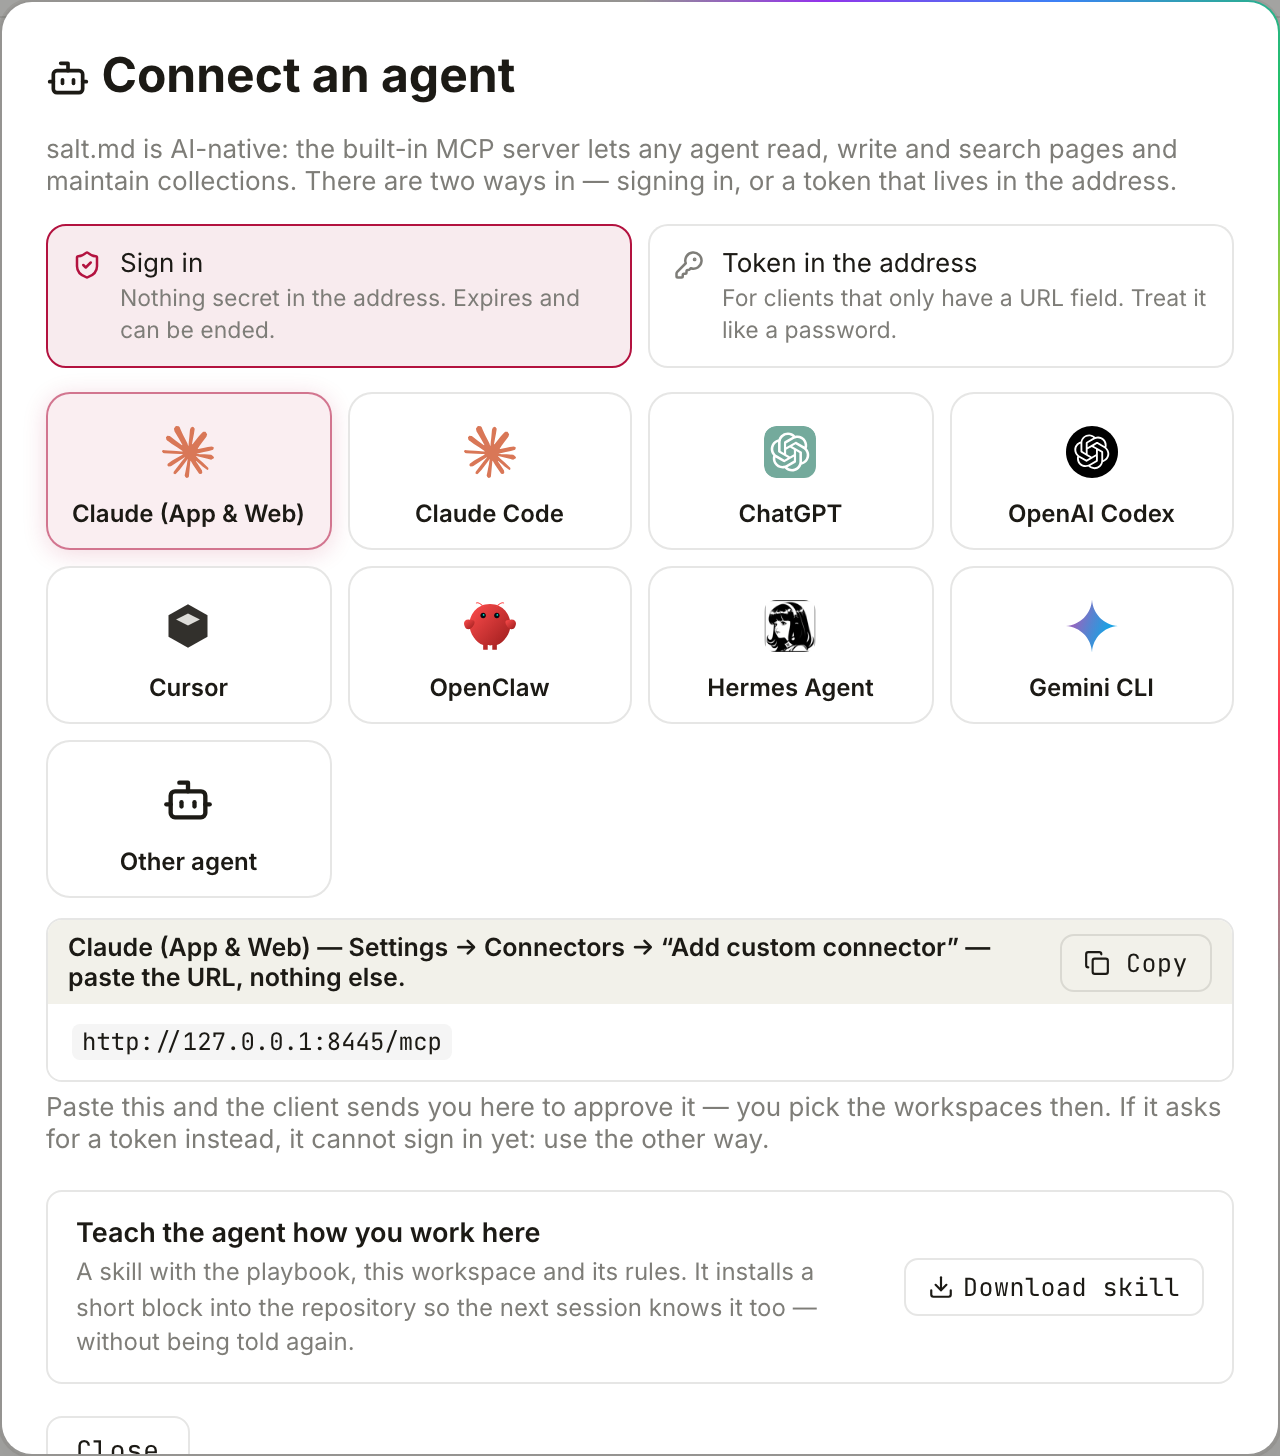 Connect an agent
salt.md is AI-native: the built-in MCP server lets any agent read, write and search pages and
maintain collections. There are two ways in — signing in, or a token that lives in the address.
Sign in
Nothing secret in the address. Expires and
can be ended.
Token in the address
For clients that only have a URL field. Treat it
like a password.
Claude (App & Web)
Claude Code
ChatGPT
OpenAI Codex
Cursor
OpenClaw
Hermes Agent
Gemini CLI
Other agent
Claude (App & Web) — Settings → Connectors → “Add custom connector” —
paste the URL, nothing else.
Copy
http://127.0.0.1:8445/mcp
Paste this and the client sends you here to approve it — you pick the workspaces then. If it asks
for a token instead, it cannot sign in yet: use the other way.
Teach the agent how you work here
A skill with the playbook, this workspace and its rules. It installs a
short block into the repository so the next session knows it too —
without being told again.
Download skill
Close